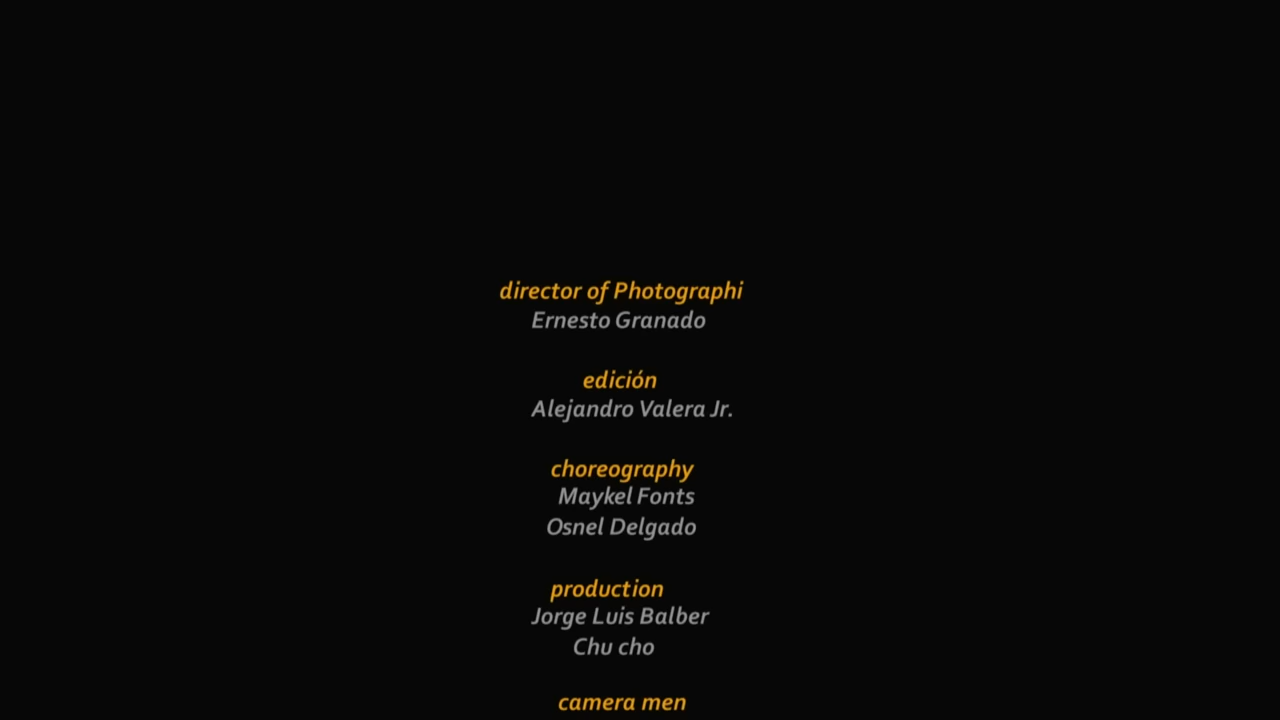 director of Photographi
Ernesto Granado
edición
Alejandro Valera Jr.
choreography
Maykel Fonts
Osnel Delgado
production
Jorge Luis Balber
Chu cho
camera men